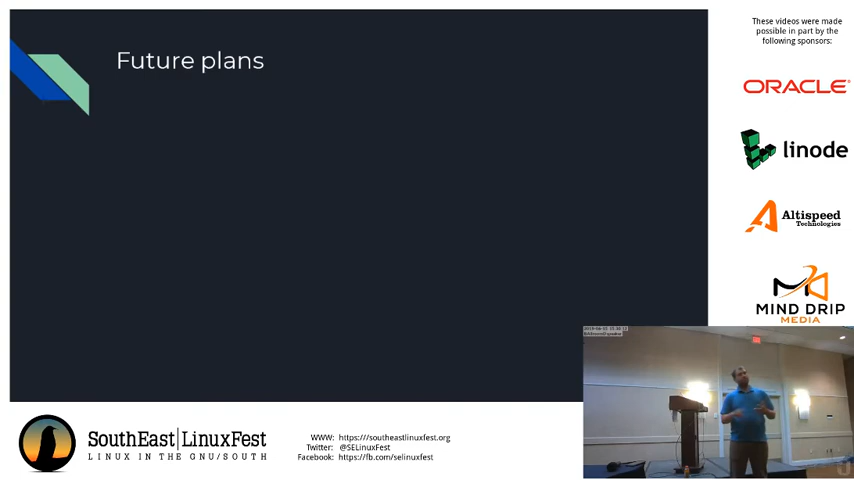 Future plans
These videos were made
possible in part by the
following sponsors:
ORACLE
linode
Altispeed
Technologies
MIND DRIP
MEDIA
SouthEast|LinuxFest
LINUX IN THE GNU/SOUTH
WWW: https:///southeastlinuxfest.org
Twitter: @SELinuxFest
Facebook: https://fb.com/selinuxfest